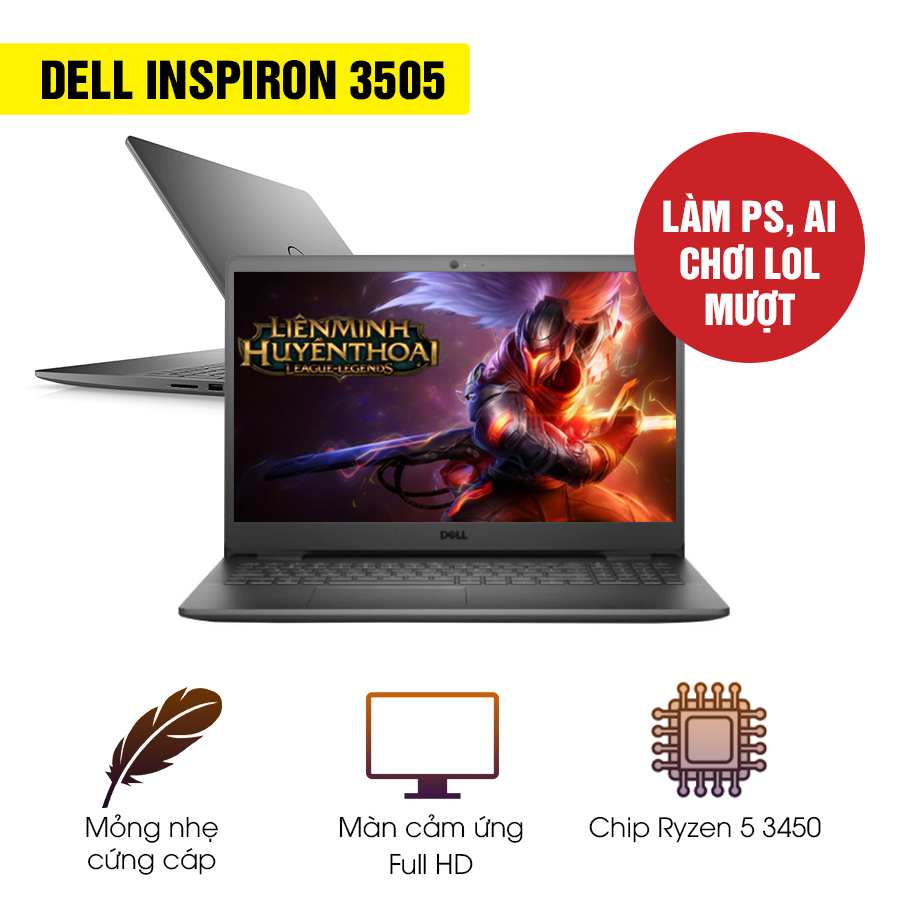 DELL INSPIRON 3505
LÀM PS, AI
CHƠI LOL
MƯỢT
LIÊN MINH
HUYỀN THOẠI
LEAGUE of LEGENDS
DELL
Mỏng nhẹ
cứng cáp
Màn cảm ứng
Full HD
Chip Ryzen 5 3450